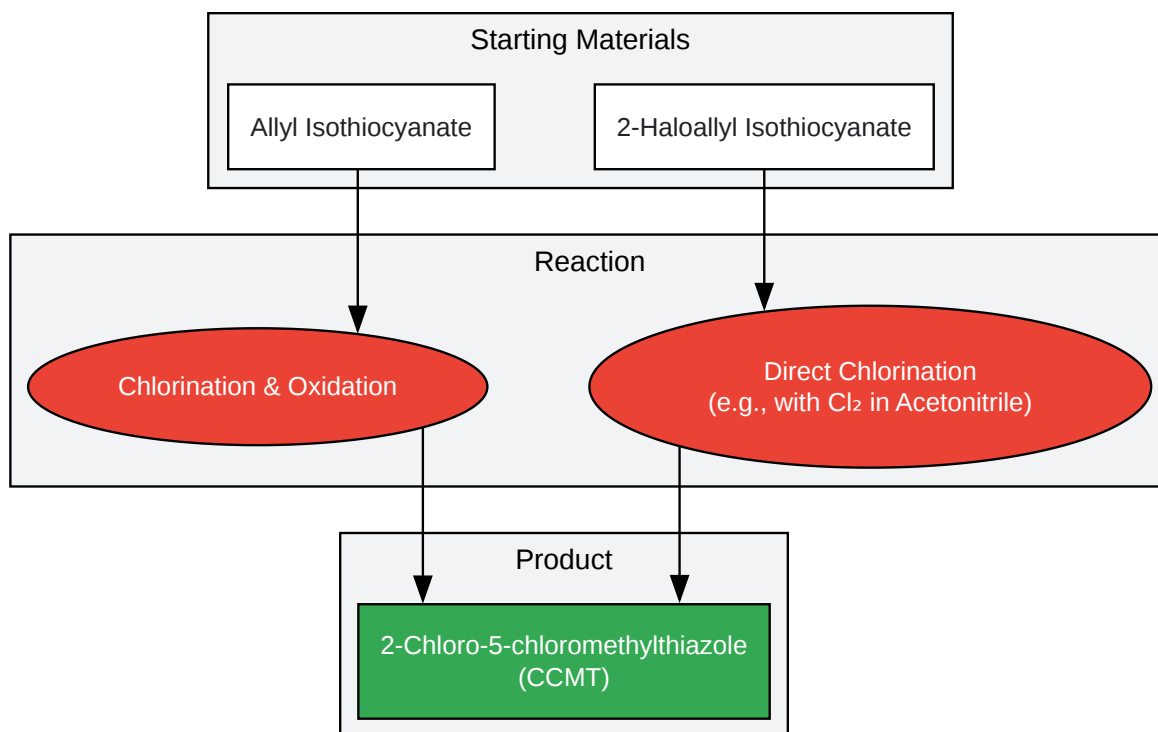 Starting Materials
Allyl Isothiocyanate
2-Haloallyl Isothiocyanate
Reaction
Chlorination & Oxidation
Direct Chlorination
(e.g., with Cl₂ in Acetonitrile)
Product
2-Chloro-5-chloromethylthiazole
(CCMT)